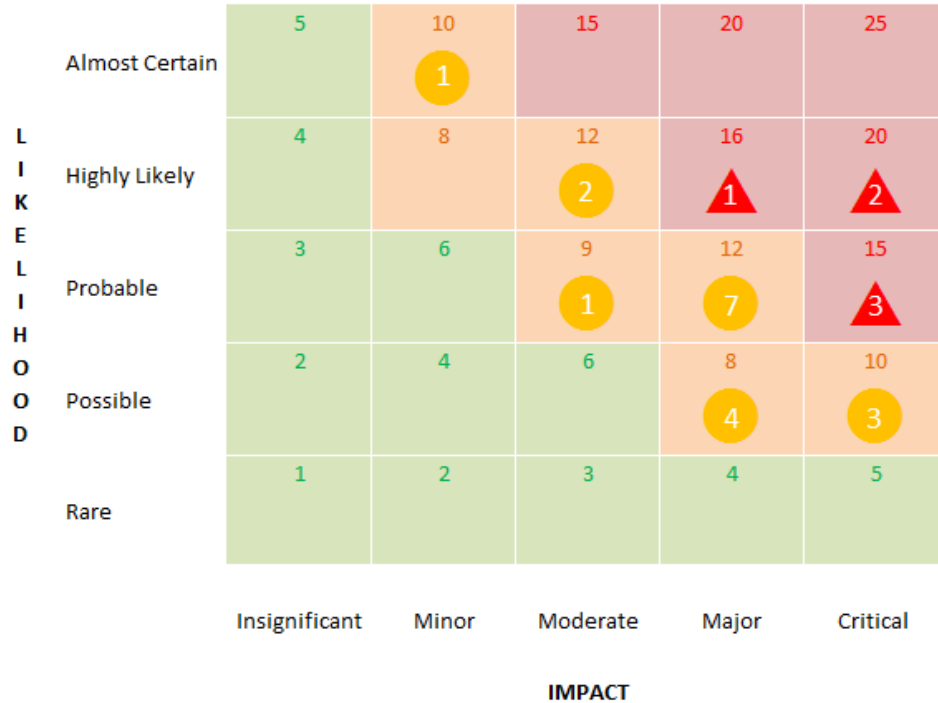 5 10 15 20 25
Almost Certain
1
4 8 12 16 20
Highly Likely
2 1 2
3 6 9 12 15
Probable
1 7 3
2 4 6 8 10
Possible
4 3
1 2 3 4 5
Rare
LIKELIHOOD
Insignificant Minor Moderate Major Critical
IMPACT